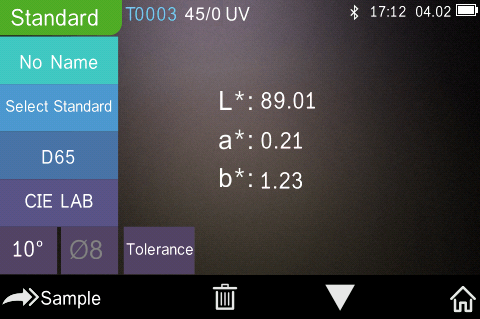 Standard T0003 45/0 UV 17:12 04.02
No Name
Select Standard
D65
CIE LAB
L*: 89.01
a*: 0.21
b*: 1.23
10° Ø8 Tolerance
Sample